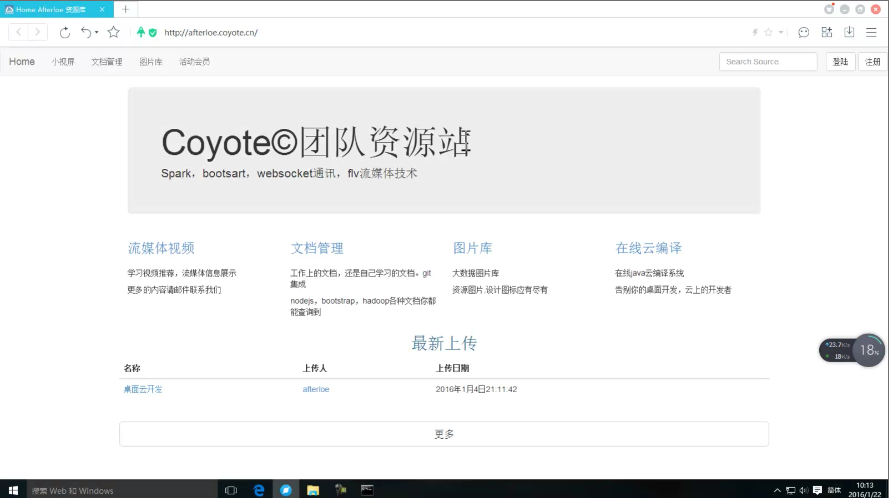 Home Afterloe 资源库
http://afterloe.coyote.cn/
Home 小视屏 文档管理 图片库 活动会员 Search Source 登陆 注册
Coyote©团队资源站
Spark，bootsart，websocket通讯，flv流媒体技术
流媒体视频
学习视频推荐，流媒体信息展示
更多的内容请邮件联系我们
文档管理
工作上的文档，还是自己学习的文档。git
集成
nodejs，bootstrap，hadoop各种文档你都
能查询到
图片库
大数据图片库
资源图片.设计图标应有尽有
在线云编译
在线java云编译系统
告别你的桌面开发，云上的开发者
最新上传
名称 上传人 上传日期
桌面云开发 afterloe 2016年1月4日21.11.42
更多
23.7K/s
18K/s
18%
搜索 Web 和 Windows
简体
10:13
2016/1/22